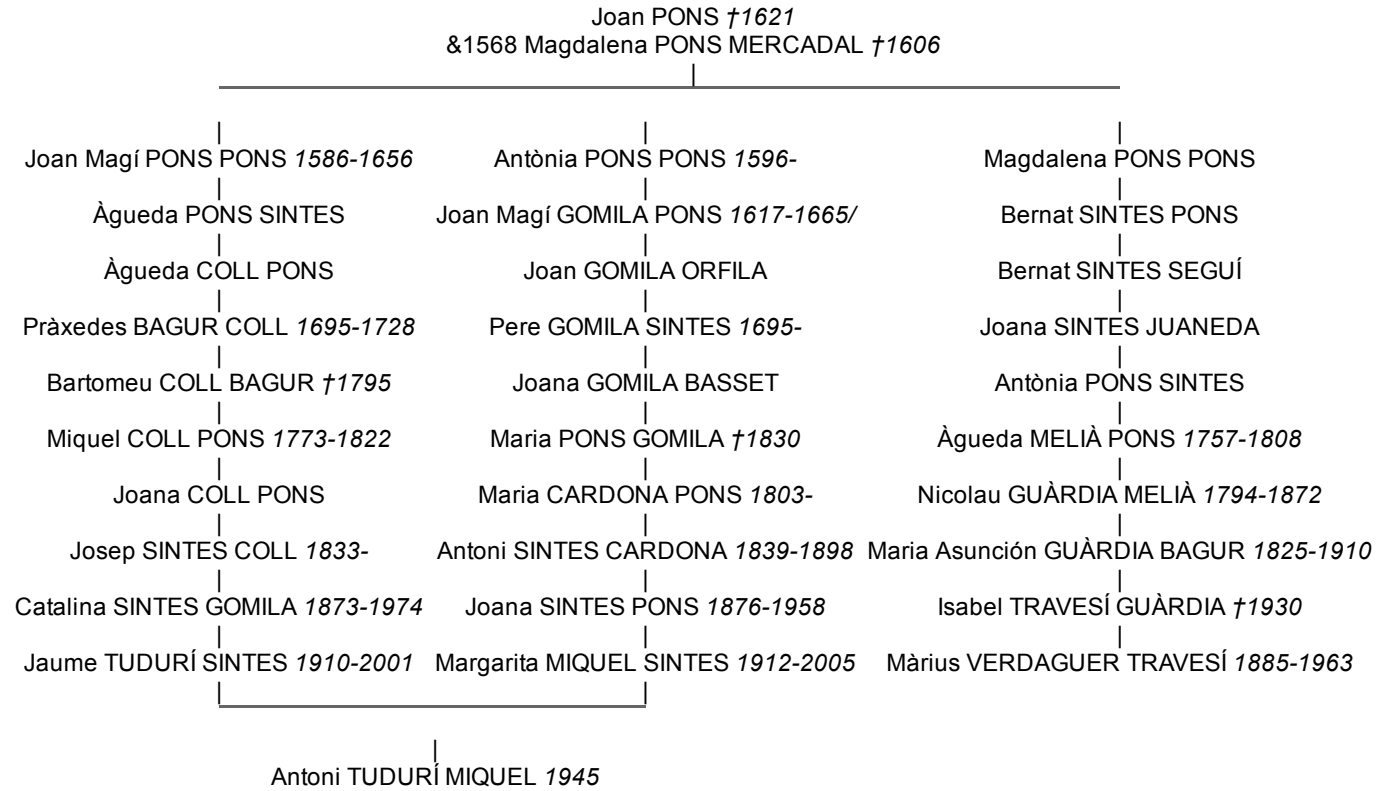 Joan PONS †1621
&1568 Magdalena PONS MERCADAL †1606
Joan Magí PONS PONS 1586-1656 Antònia PONS PONS 1596- Magdalena PONS PONS
Àgueda PONS SINTES Joan Magí GOMILA PONS 1617-1665/ Bernat SINTES PONS
Àgueda COLL PONS Joan GOMILA ORFILA Bernat SINTES SEGUÍ
Pràxedes BAGUR COLL 1695-1728 Pere GOMILA SINTES 1695- Joana SINTES JUANEDA
Bartomeu COLL BAGUR †1795 Joana GOMILA BASSET Antònia PONS SINTES
Miquel COLL PONS 1773-1822 Maria PONS GOMILA †1830 Àgueda MELIÀ PONS 1757-1808
Joana COLL PONS Maria CARDONA PONS 1803- Nicolau GUÀRDIA MELIÀ 1794-1872
Josep SINTES COLL 1833- Antoni SINTES CARDONA 1839-1898 Maria Asunción GUÀRDIA BAGUR 1825-1910
Catalina SINTES GOMILA 1873-1974 Joana SINTES PONS 1876-1958 Isabel TRAVESÍ GUÀRDIA †1930
Jaume TUDURÍ SINTES 1910-2001 Margarita MIQUEL SINTES 1912-2005 Màrius VERDAGUER TRAVESÍ 1885-1963
Antoni TUDURÍ MIQUEL 1945